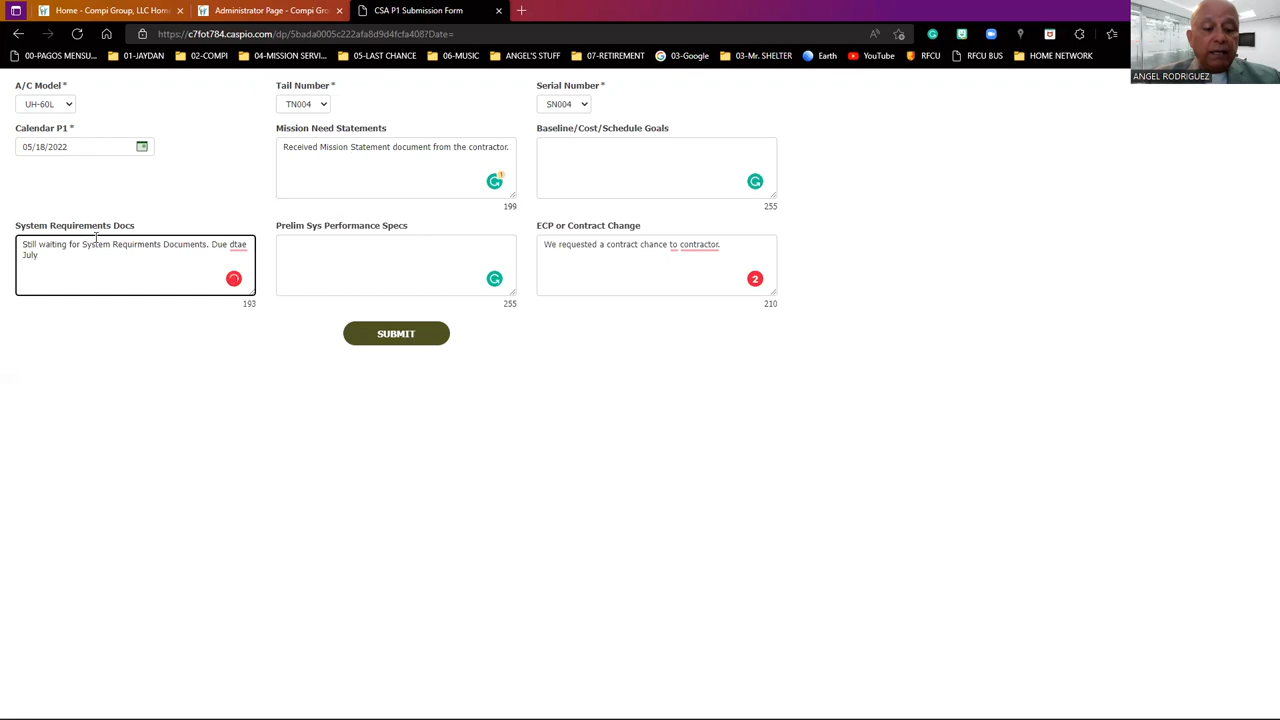 Home - Compi Group, LLC Hom
Administrator Page - Compi Gro
CSA P1 Submission Form
https://c7fot784.caspio.com/dp/5bada0005c222afa8d9d4fcfa408?Date=
00-PAGOS MENSU...
01-JAYDAN
02-COMPI
04-MISSION SERVI...
05-LAST CHANCE
06-MUSIC
ANGEL'S STUFF
07-RETIREMENT
03-Google
03-Mr. SHELTER
Earth
YouTube
RFCU
RFCU BUS
HOME NETWORK
ANGEL RODRIGUEZ
A/C Model *
Tail Number *
Serial Number *
UH-60L
TN004
SN004
Calendar P1 *
Mission Need Statements
Baseline/Cost/Schedule Goals
05/18/2022
Received Mission Statement document from the contractor.
1
199
255
System Requirements Docs
Prelim Sys Performance Specs
ECP or Contract Change
Still waiting for System Requirments Documents. Due dtae
July
We requested a contract chance to contractor.
2
193
255
210
SUBMIT